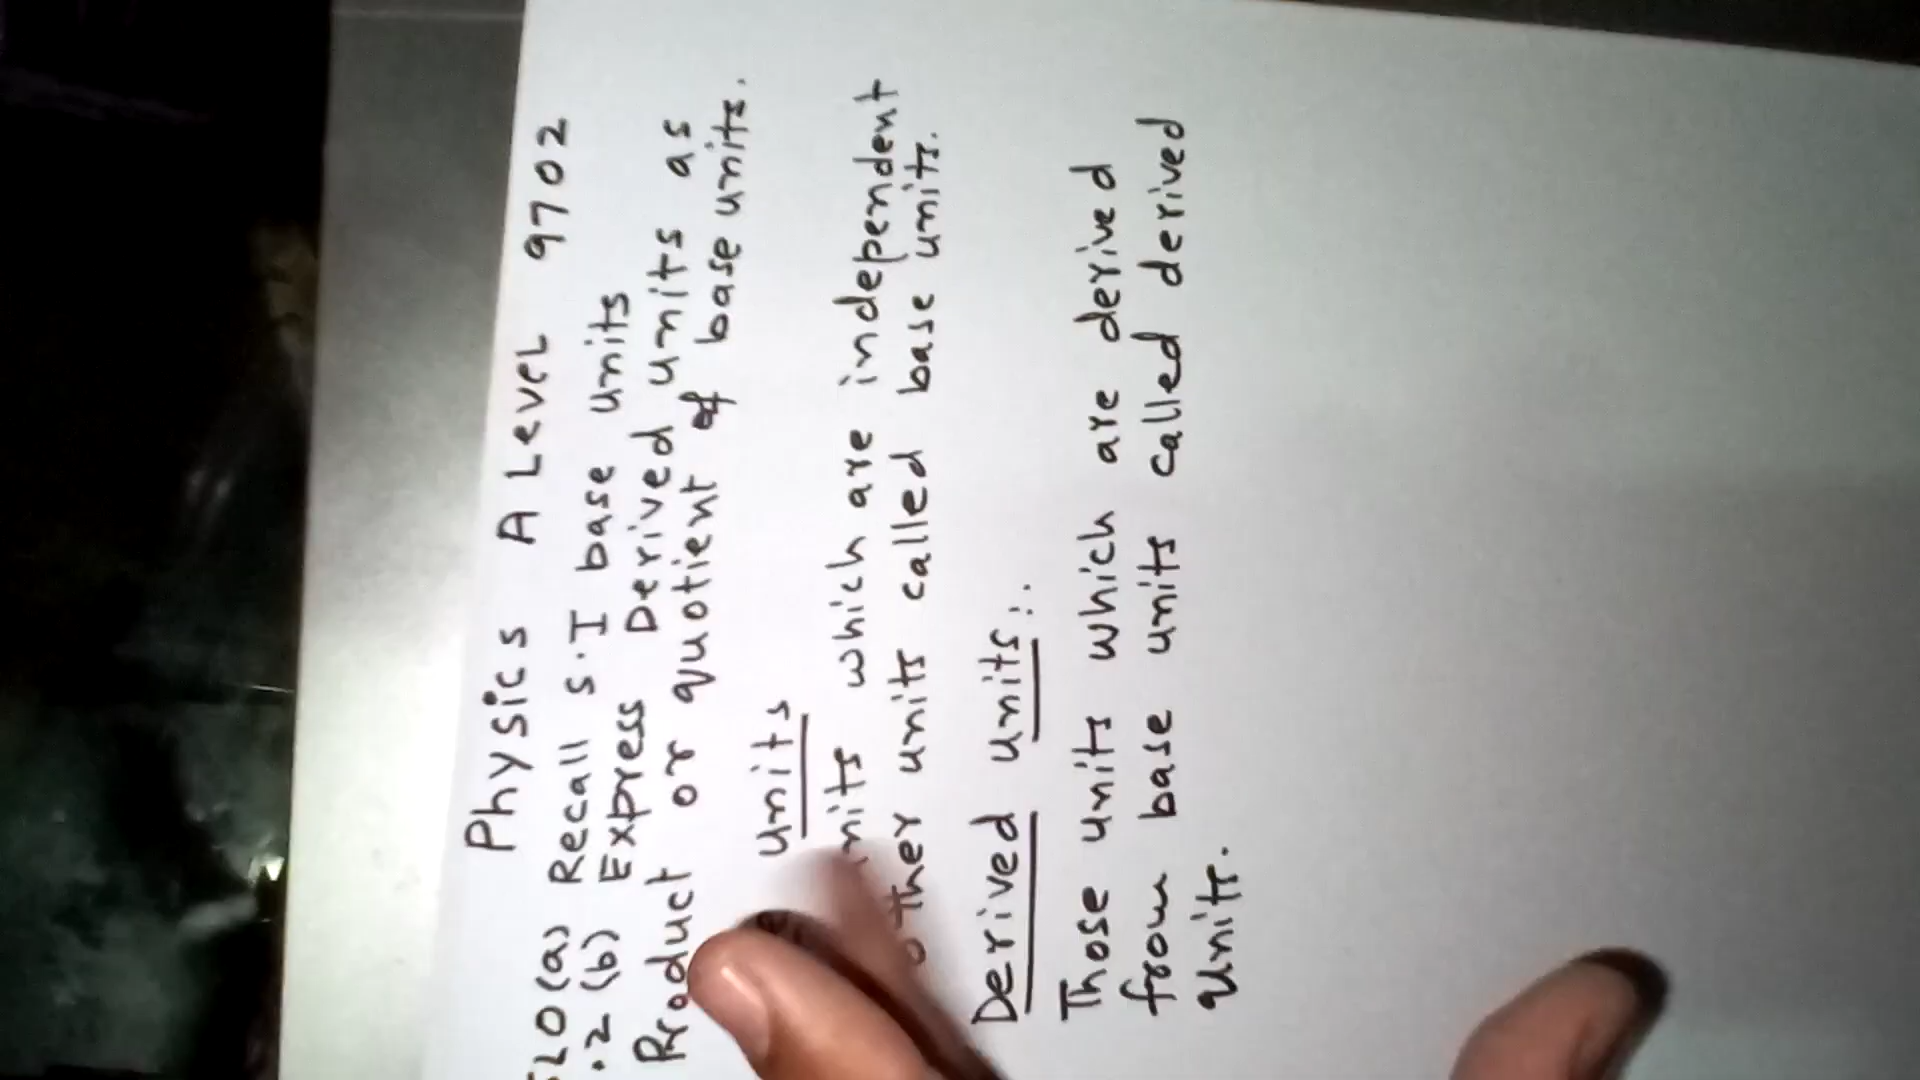 Physics A Level 9702
SLO(a) Recall S.I base units
.2 (b) Express Derived units as
Product or quotient of base units.
units
units which are independent
other units called base units.
Derived units:.
Those units which are derived
from base units called derived
units.